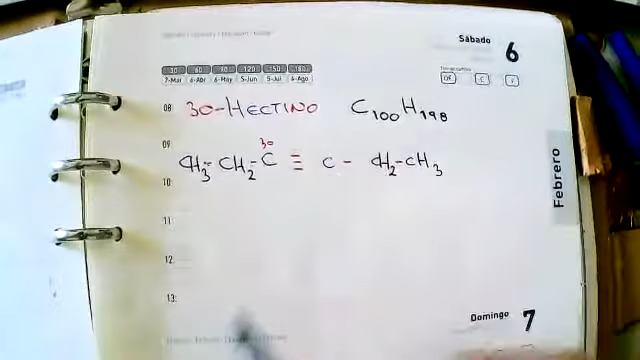 Sábado 6
30 60 90 120 150 180
7-Mar 6-Abr 6-May 5-Jun 5-Jul 4-Ago
08 30-HECTINO C100H198
09 30
CH3-CH2-C≡C-CH2-CH3
10
11
12
13
Febrero
Domingo 7